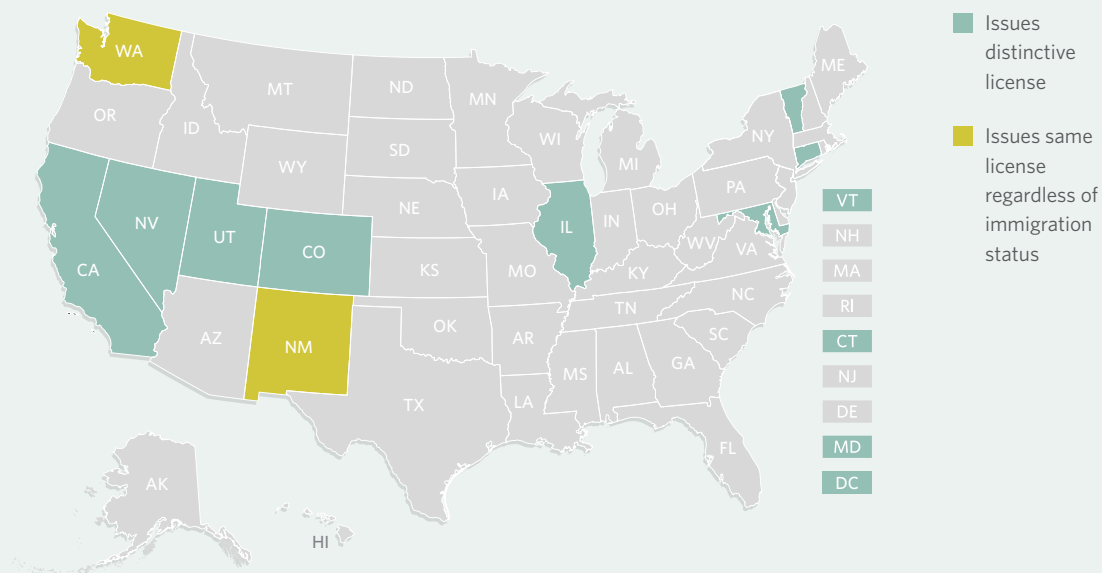 WA
OR
ID
MT
ND
MN
WI
MI
NY
ME
WY
SD
IA
NE
PA
OH
IN
IL
NV
UT
CO
CA
KS
MO
WV
VA
KY
NC
TN
SC
AZ
NM
OK
AR
MS
AL
GA
LA
TX
FL
AK
HI
VT
NH
MA
RI
CT
NJ
DE
MD
DC
Issues
distinctive
license
Issues same
license
regardless of
immigration
status